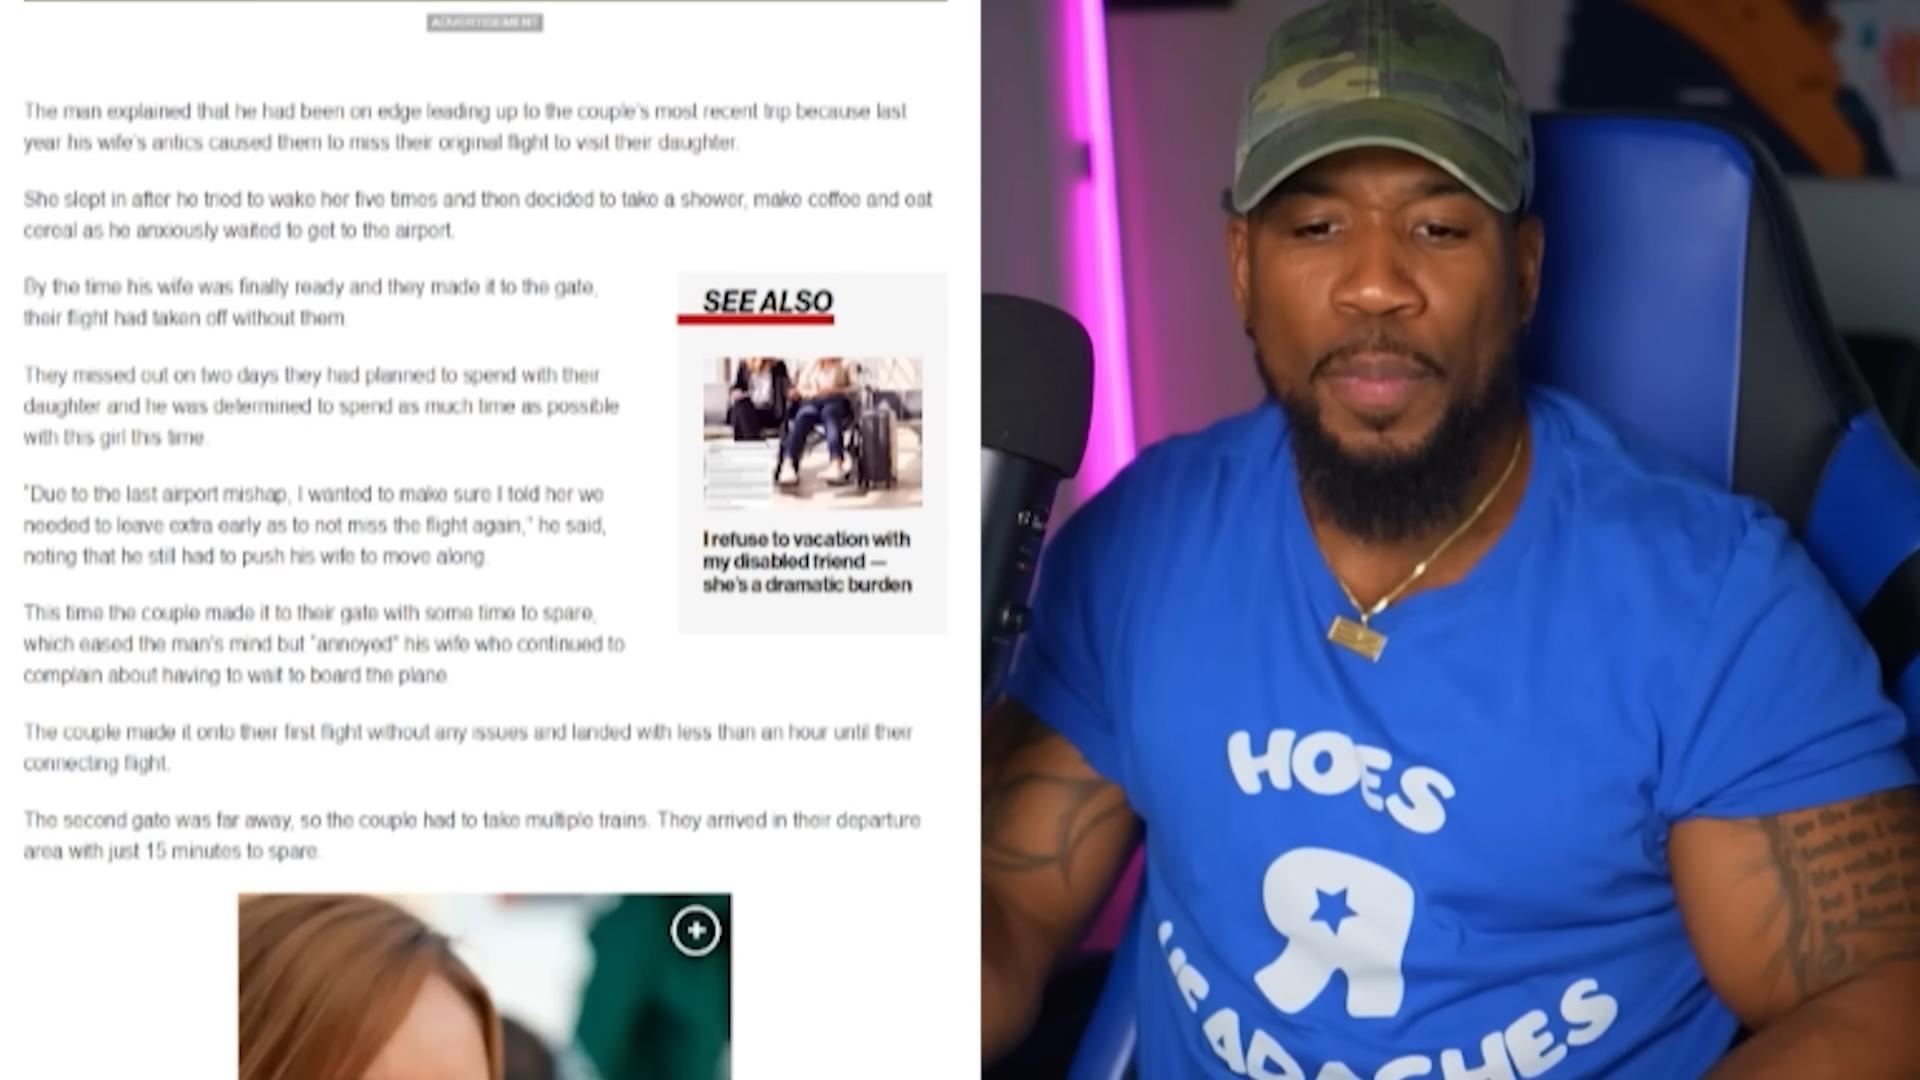 ADVERTISEMENT
The man explained that he had been on edge leading up to the couple's most recent trip because last
year his wife's antics caused them to miss their original flight to visit their daughter.
She slept in after he tried to wake her five times and then decided to take a shower, make coffee and eat
cereal as he anxiously waited to get to the airport.
By the time his wife was finally ready and they made it to the gate,
their flight had taken off without them.
They missed out on two days they had planned to spend with their
daughter and he was determined to spend as much time as possible
with this girl this time.
"Due to the last airport mishap, I wanted to make sure I told her we
needed to leave extra early as to not miss the flight again," he said,
noting that he still had to push his wife to move along.
This time the couple made it to their gate with some time to spare,
which eased the man's mind but "annoyed" his wife who continued to
complain about having to wait to board the plane.
The couple made it onto their first flight without any issues and landed with less than an hour until their
connecting flight.
The second gate was far away, so the couple had to take multiple trains. They arrived in their departure
area with just 15 minutes to spare.
SEE ALSO
I refuse to vacation with
my disabled friend —
she's a dramatic burden
HOES
R
HEADACHES